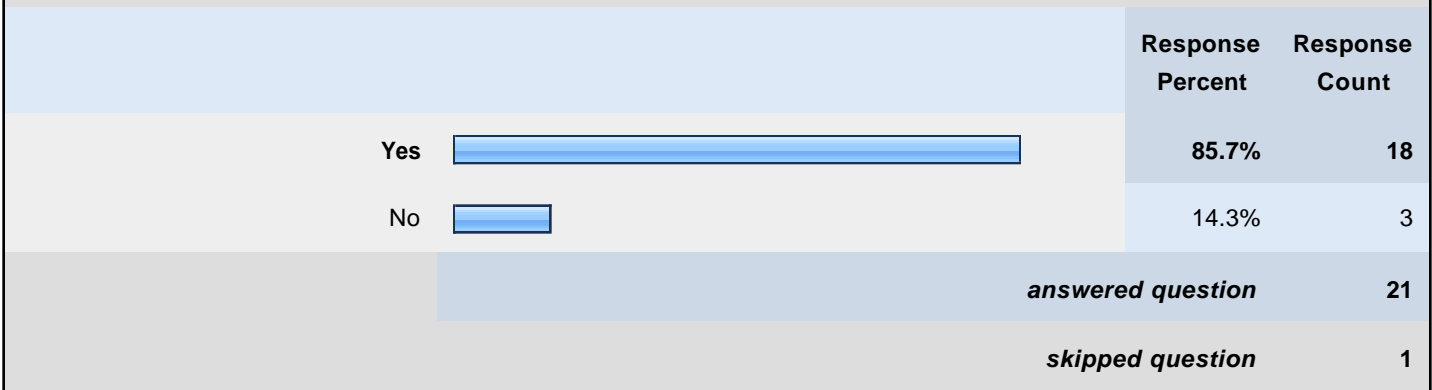 Response Response
Percent Count
Yes 85.7% 18
No 14.3% 3
answered question 21
skipped question 1